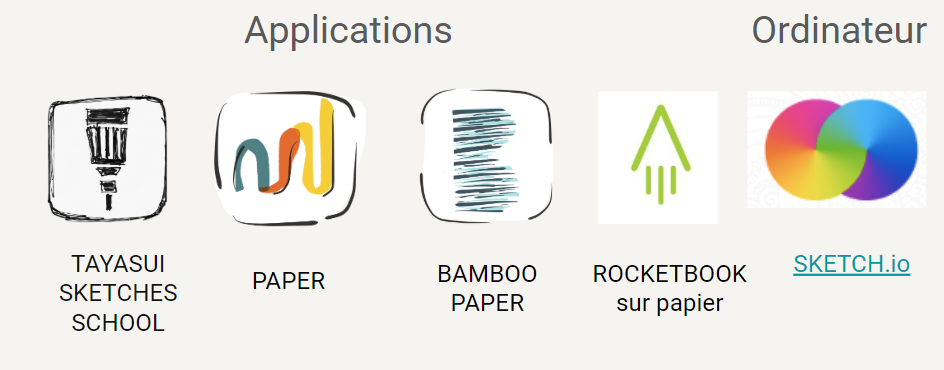 Applications
Ordinateur
TAYASUI
SKETCHES
SCHOOL
PAPER
BAMBOO
PAPER
ROCKETBOOK
sur papier
SKETCH.io